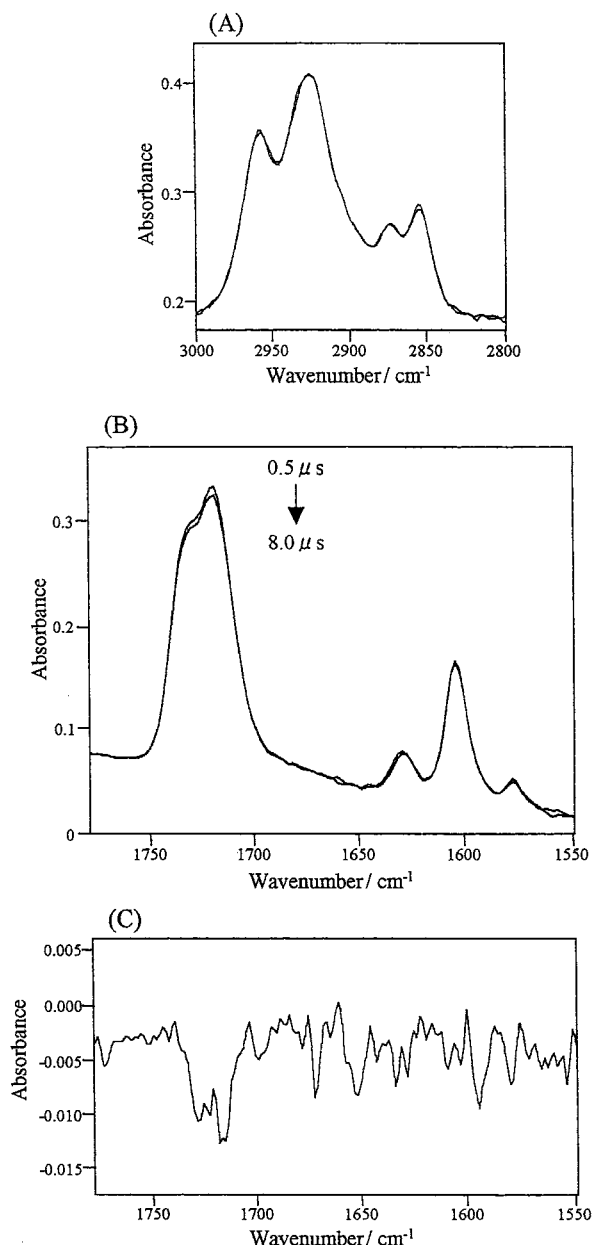 (A)
Absorbance
0.4
0.3
0.2
3000 2950 2900 2850 2800
Wavenumber / cm⁻¹
(B)
Absorbance
0.3
0.2
0.1
0
0.5 μ s
8.0 μ s
1750 1700 1650 1600 1550
Wavenumber / cm⁻¹
(C)
Absorbance
0.005
0.000
-0.005
-0.010
-0.015
1750 1700 1650 1600 1550
Wavenumber / cm⁻¹